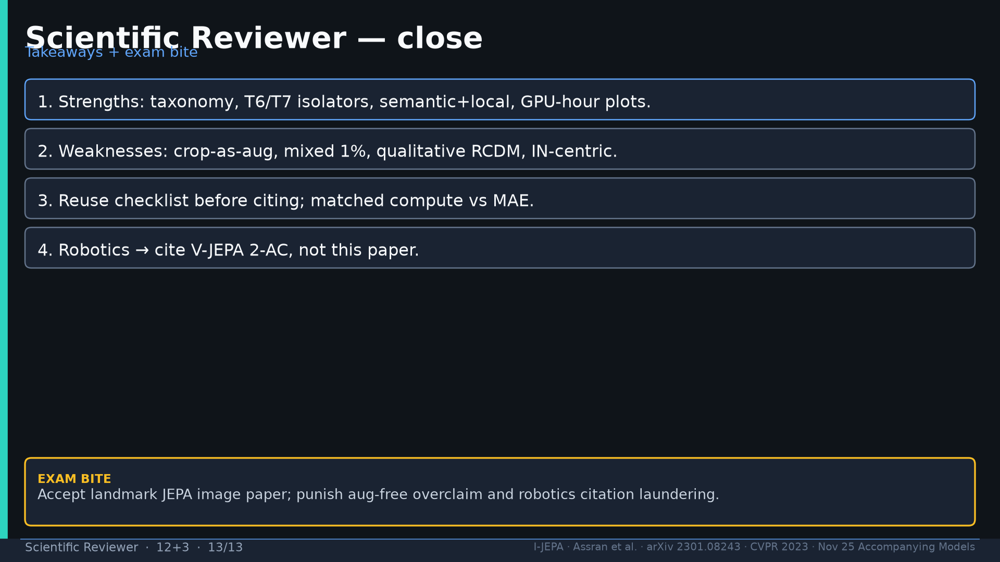 Scientific Reviewer — close
Takeaways + exam bite
1. Strengths: taxonomy, T6/T7 isolators, semantic+local, GPU-hour plots.
2. Weaknesses: crop-as-aug, mixed 1%, qualitative RCDM, IN-centric.
3. Reuse checklist before citing; matched compute vs MAE.
4. Robotics → cite V-JEPA 2-AC, not this paper.
EXAM BITE
Accept landmark JEPA image paper; punish aug-free overclaim and robotics citation laundering.
Scientific Reviewer · 12+3 · 13/13
I-JEPA · Assran et al. · arXiv 2301.08243 · CVPR 2023 · Nov 25 Accompanying Models